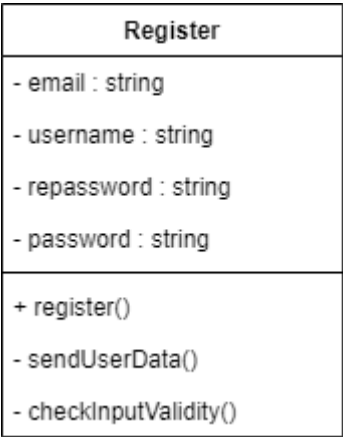 Register
- email : string
- username : string
- repassword : string
- password : string
+ register()
- sendUserData()
- checkInputValidity()